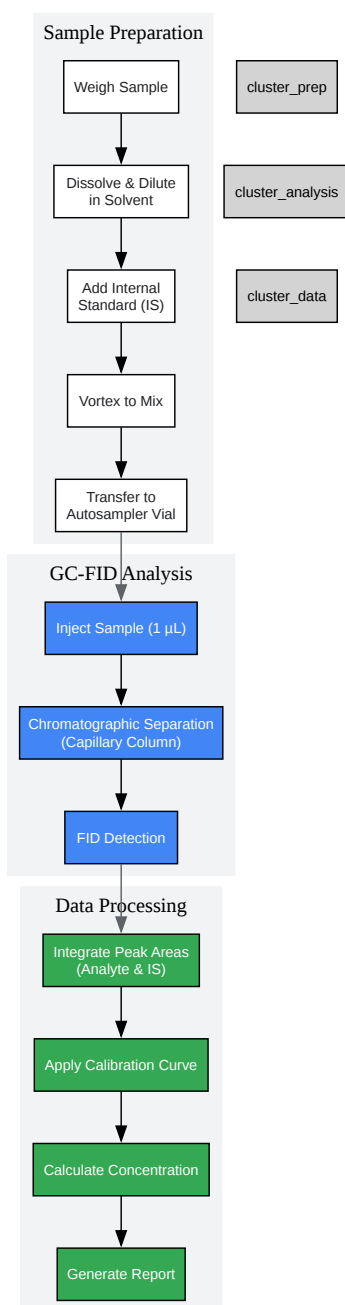 Sample Preparation
Weigh Sample
cluster_prep
Dissolve & Dilute
in Solvent
cluster_analysis
Add Internal
Standard (IS)
cluster_data
Vortex to Mix
Transfer to
Autosampler Vial
GC-FID Analysis
Inject Sample (1 µL)
Chromatographic Separation
(Capillary Column)
FID Detection
Data Processing
Integrate Peak Areas
(Analyte & IS)
Apply Calibration Curve
Calculate Concentration
Generate Report